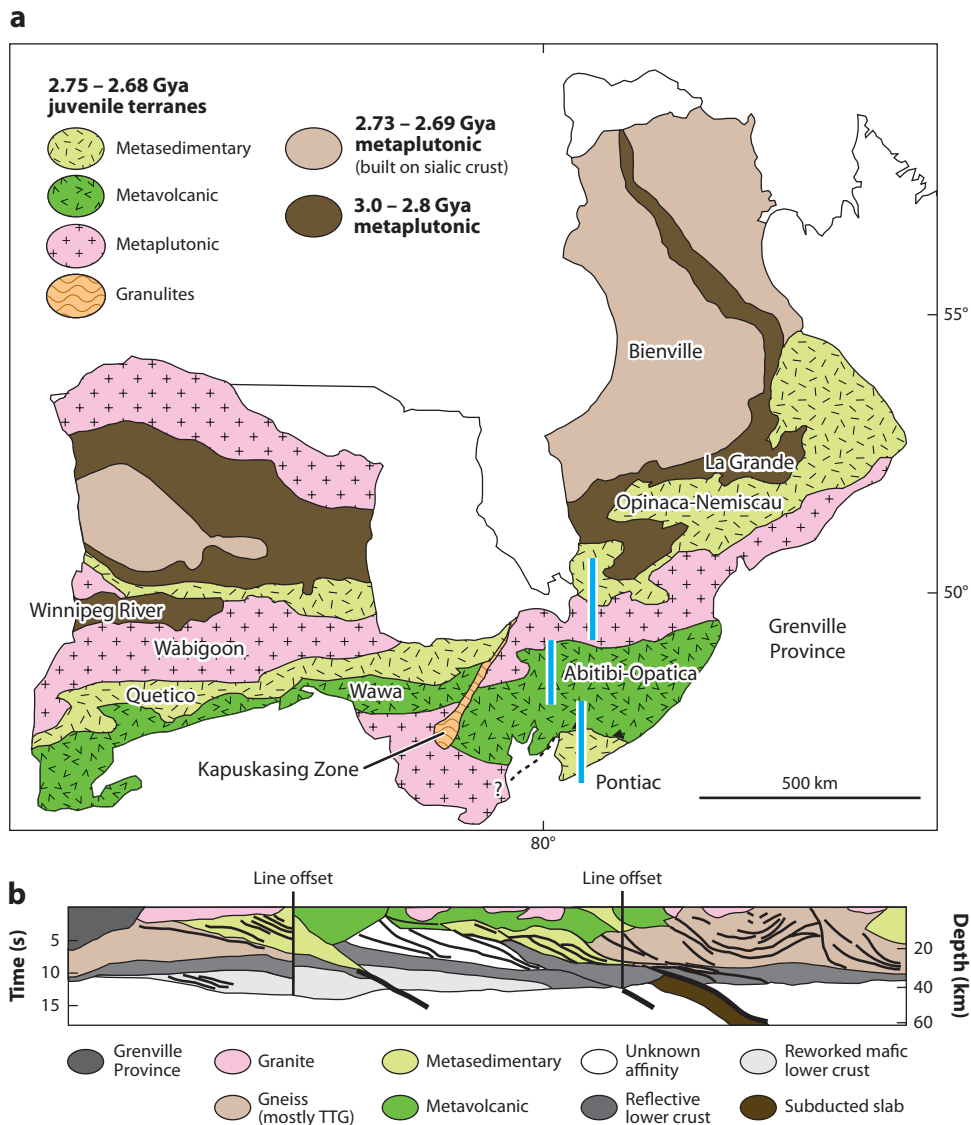 a
2.75 – 2.68 Gya
juvenile terranes
Metasedimentary
Metavolcanic
Metaplutonic
Granulites
2.73 – 2.69 Gya
metaplutonic
(built on sialic crust)
3.0 – 2.8 Gya
metaplutonic
55°
Bienville
La Grande
Opinaca-Nemiscau
50°
Winnipeg River
Wabigoon
Grenville
Province
Abitibi-Opatica
Quetico
Wawa
Kapuskasing Zone
?
Pontiac
500 km
80°
b
Line offset
Line offset
Time (s)
5
10
15
Depth (km)
20
40
60
Grenville
Province
Granite
Metasedimentary
Unknown
affinity
Reworked mafic
lower crust
Gneiss
(mostly TTG)
Metavolcanic
Reflective
lower crust
Subducted slab